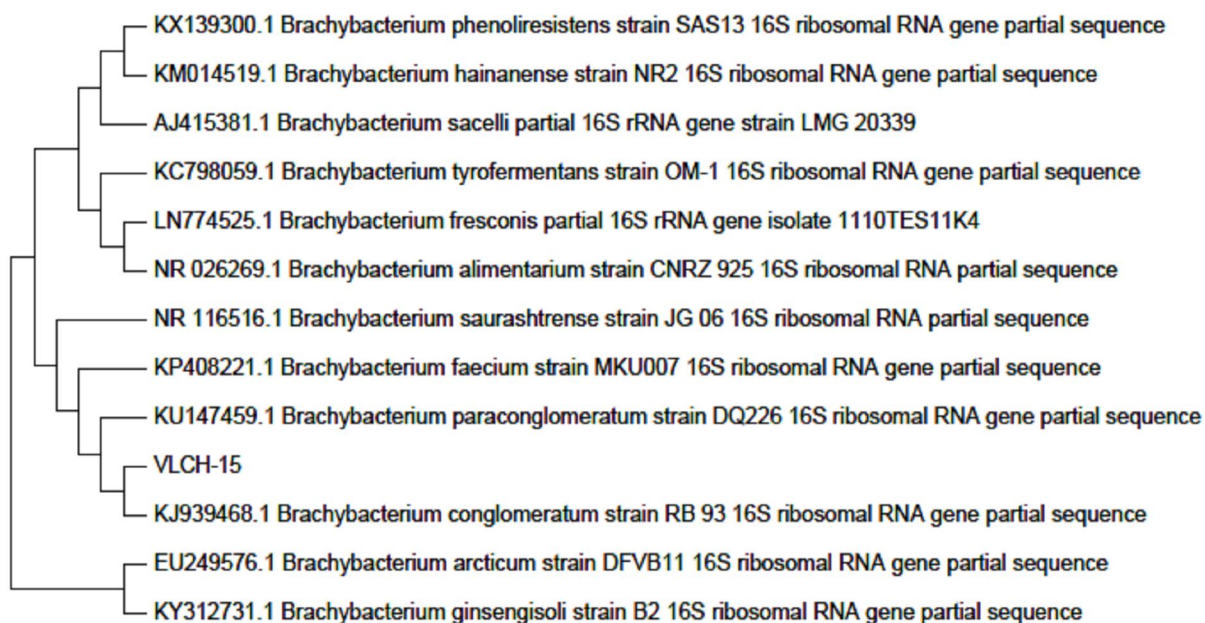 KX139300.1 Brachybacterium phenoliresistens strain SAS13 16S ribosomal RNA gene partial sequence
KM014519.1 Brachybacterium hainanense strain NR2 16S ribosomal RNA gene partial sequence
AJ415381.1 Brachybacterium sacelli partial 16S rRNA gene strain LMG 20339
KC798059.1 Brachybacterium tyrofermentans strain OM-1 16S ribosomal RNA gene partial sequence
LN774525.1 Brachybacterium fresconis partial 16S rRNA gene isolate 1110TES11K4
NR 026269.1 Brachybacterium alimentarium strain CNRZ 925 16S ribosomal RNA partial sequence
NR 116516.1 Brachybacterium saurashtrense strain JG 06 16S ribosomal RNA partial sequence
KP408221.1 Brachybacterium faecium strain MKU007 16S ribosomal RNA gene partial sequence
KU147459.1 Brachybacterium paraconglomeratum strain DQ226 16S ribosomal RNA gene partial sequence
VLCH-15
KJ939468.1 Brachybacterium conglomeratum strain RB 93 16S ribosomal RNA gene partial sequence
EU249576.1 Brachybacterium arcticum strain DFVB11 16S ribosomal RNA gene partial sequence
KY312731.1 Brachybacterium ginsengisoli strain B2 16S ribosomal RNA gene partial sequence